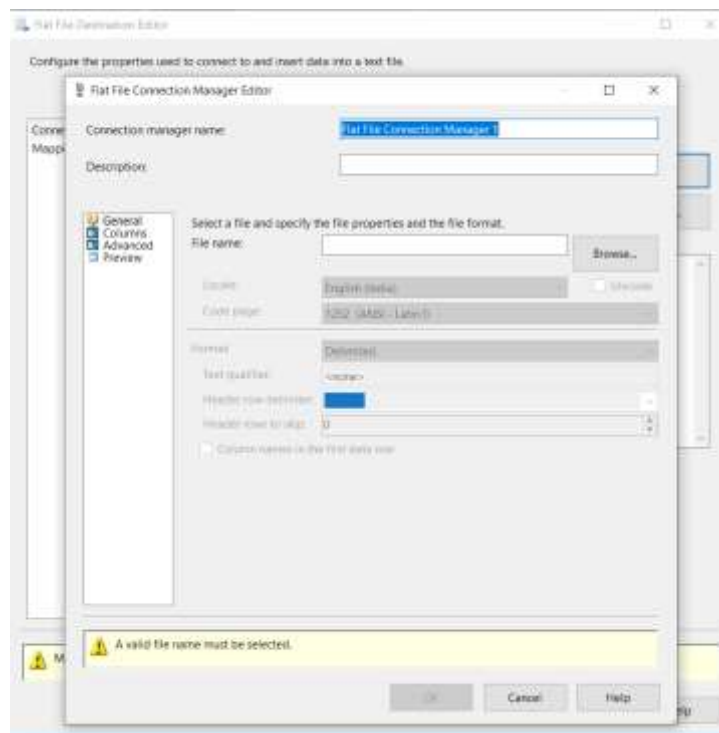 Flat File Destination Editor
Configure the properties used to connect to and insert data into a text file.
Flat File Connection Manager Editor
Conne
Mappi
Connection manager name:
Flat File Connection Manager 1
Description:
General
Columns
Advanced
Preview
Select a file and specify the file properties and the file format.
File name:
Browse...
Locale:
English (India)
Unicode
Code page:
1252 (ANSI - Latin I)
Format:
Delimited
Text qualifier:
<none>
Header row delimiter:
Header rows to skip:
0
Column names in the first data row
A valid file name must be selected.
M
OK
Cancel
Help
elp